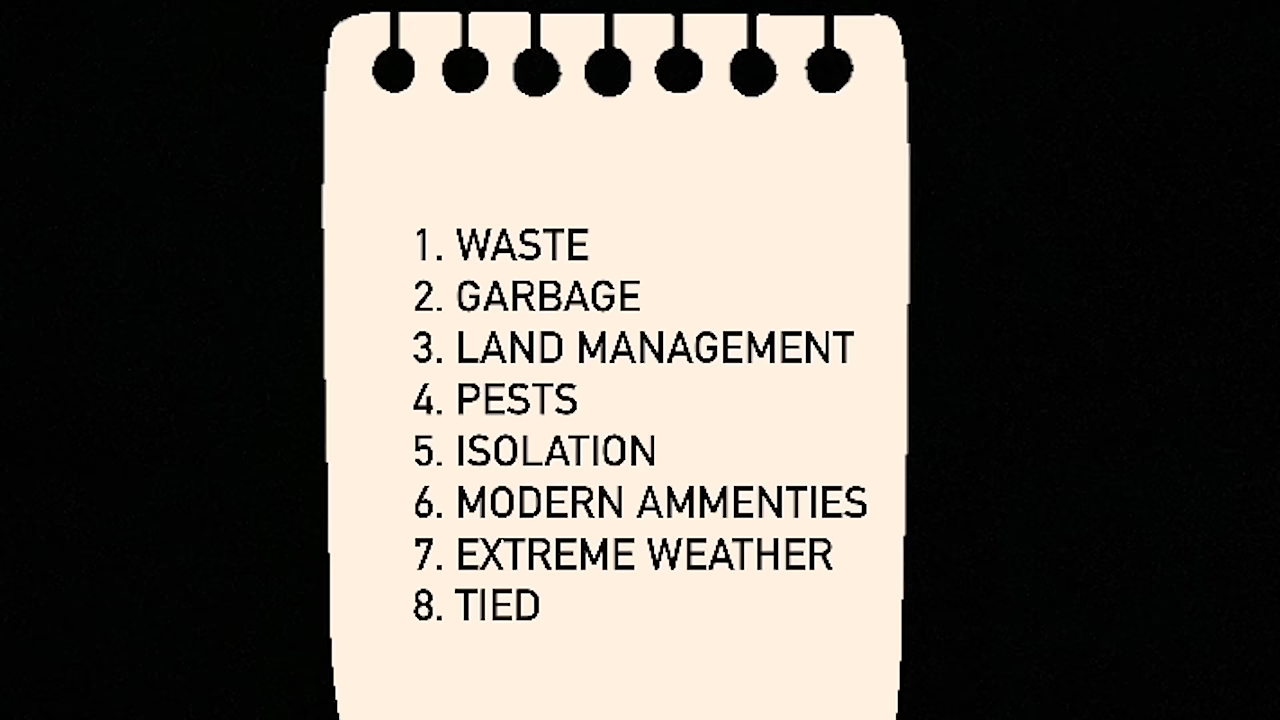 1. WASTE
2. GARBAGE
3. LAND MANAGEMENT
4. PESTS
5. ISOLATION
6. MODERN AMMENTIES
7. EXTREME WEATHER
8. TIED